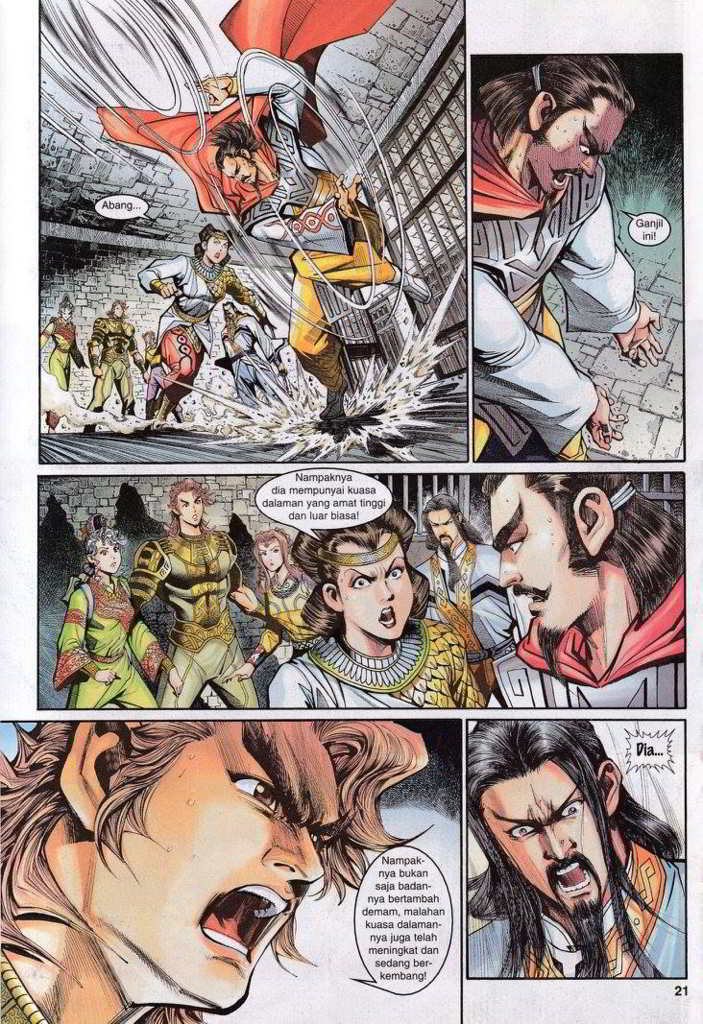 Abang...
Ganjil
ini!
Nampaknya
dia mempunyai kuasa
dalaman yang amat tinggi
dan luar biasa!
Nampak-
nya bukan
saja badan-
nya bertambah
demam, malahan
kuasa dalaman-
nya juga telah
meningkat dan
sedang ber-
kembang!
Dia...
21